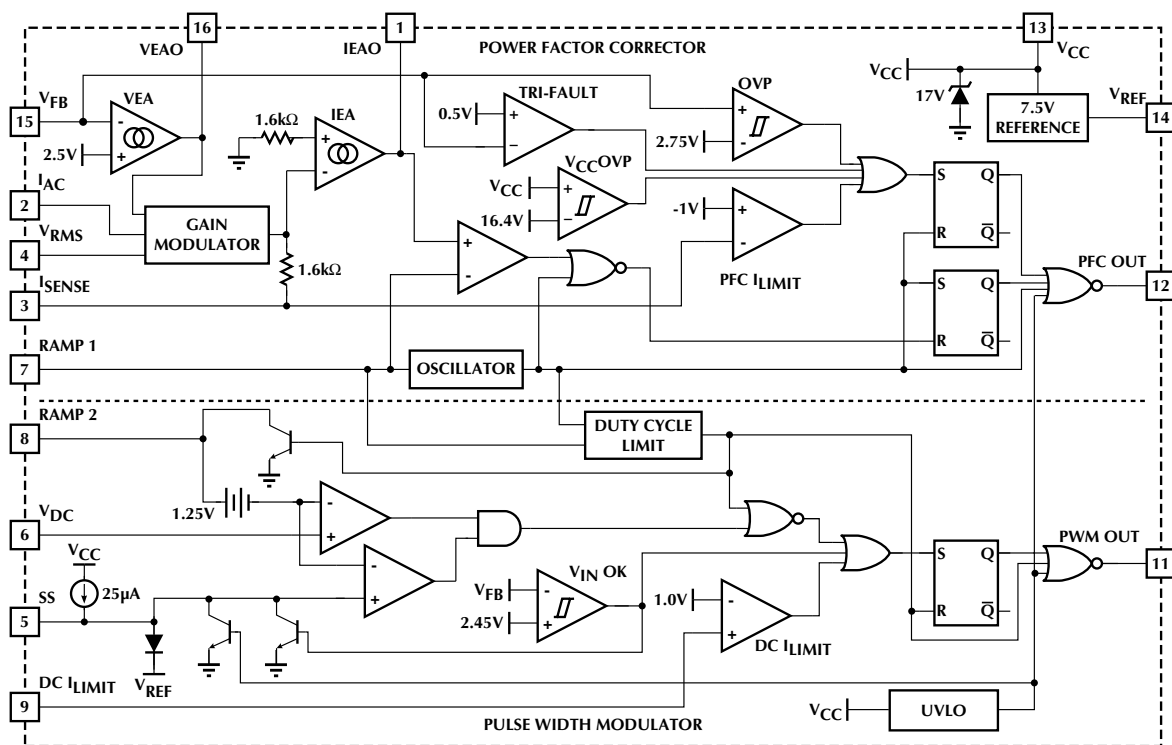 16
1
13
VEAO
IEAO
POWER FACTOR CORRECTOR
VCC
VFB
15
VEA
-
+
2.5V
1.6kΩ
IEA
+
-
TRI-FAULT
0.5V
+
-
OVP
+
-
2.75V
VCC
17V
7.5V
REFERENCE
VREF
14
IAC
2
VRMS
4
GAIN
MODULATOR
VCC OVP
VCC
+
16.4V
-
-1V
+
-
PFC ILIMIT
S
Q
R
Q̅
ISENSE
3
1.6kΩ
+
-
S
Q
R
Q̅
PFC OUT
12
RAMP 1
7
OSCILLATOR
RAMP 2
8
DUTY CYCLE
LIMIT
1.25V
VDC
6
-
+
-
+
VCC
25µA
SS
5
VREF
VIN OK
VFB
-
2.45V
+
1.0V
-
+
DC ILIMIT
S
Q
R
Q̅
PWM OUT
11
DC ILIMIT
9
PULSE WIDTH MODULATOR
VCC
UVLO